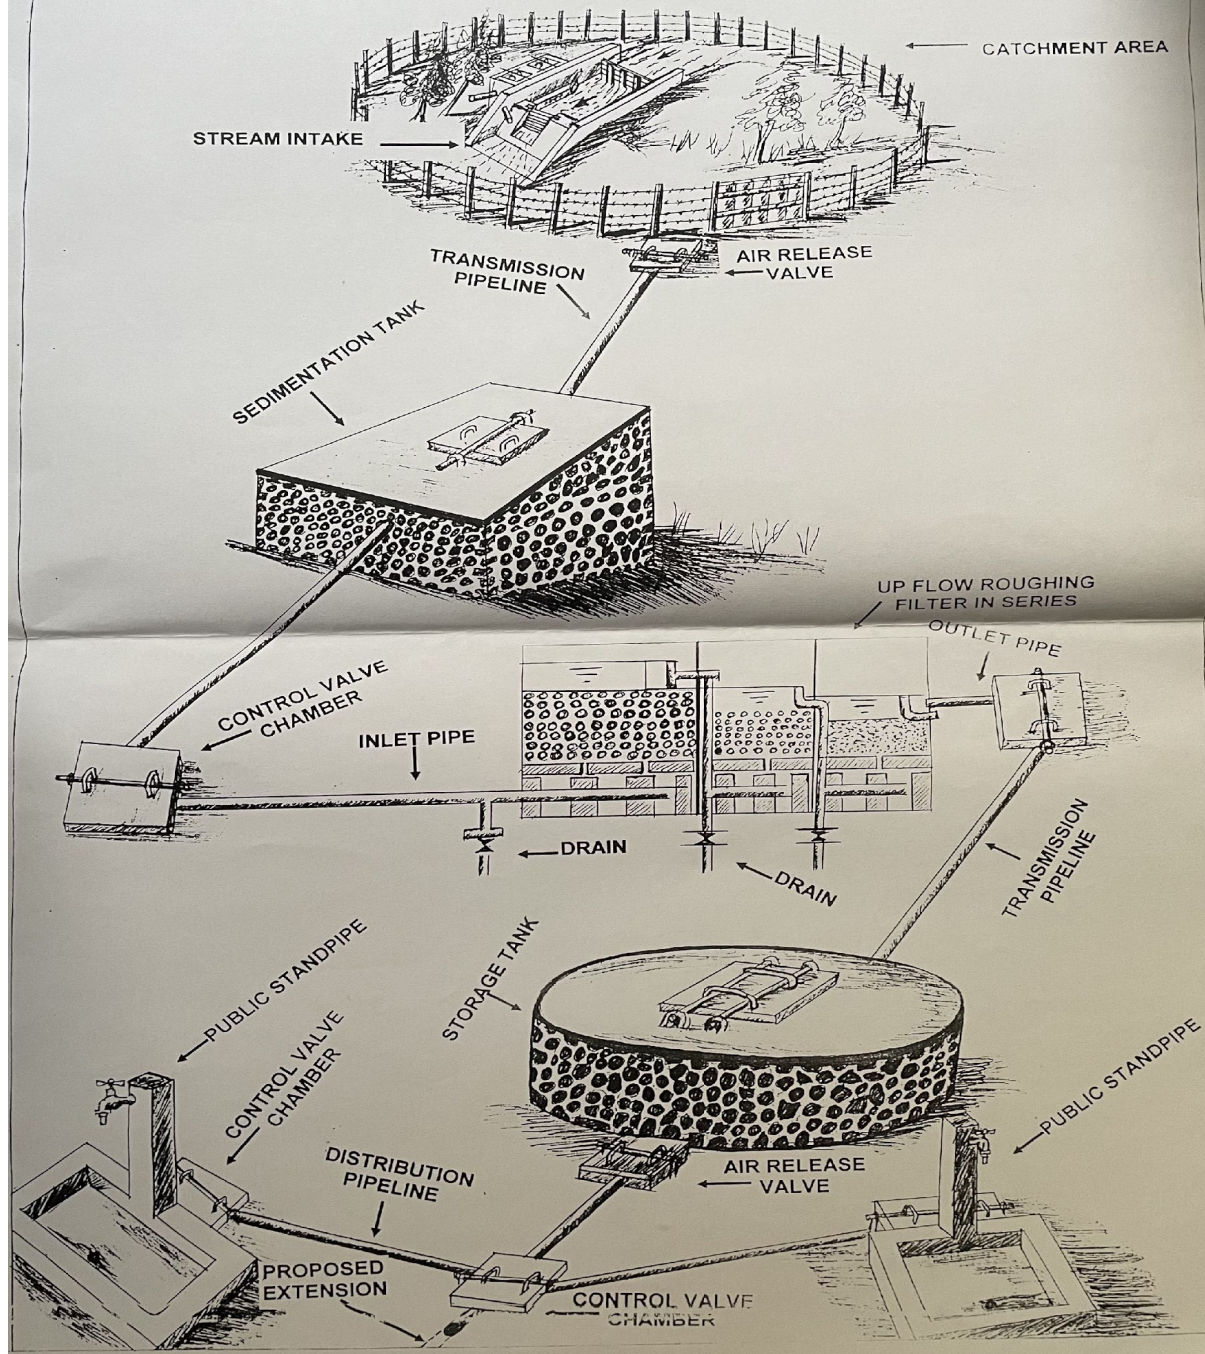 CATCHMENT AREA
STREAM INTAKE
TRANSMISSION
PIPELINE
AIR RELEASE
VALVE
SEDIMENTATION TANK
UP FLOW ROUGHING
FILTER IN SERIES
OUTLET PIPE
CONTROL VALVE
CHAMBER
INLET PIPE
DRAIN
DRAIN
TRANSMISSION
PIPELINE
STORAGE TANK
PUBLIC STANDPIPE
CONTROL VALVE
CHAMBER
PUBLIC STANDPIPE
DISTRIBUTION
PIPELINE
AIR RELEASE
VALVE
PROPOSED
EXTENSION
CONTROL VALVE
CHAMBER